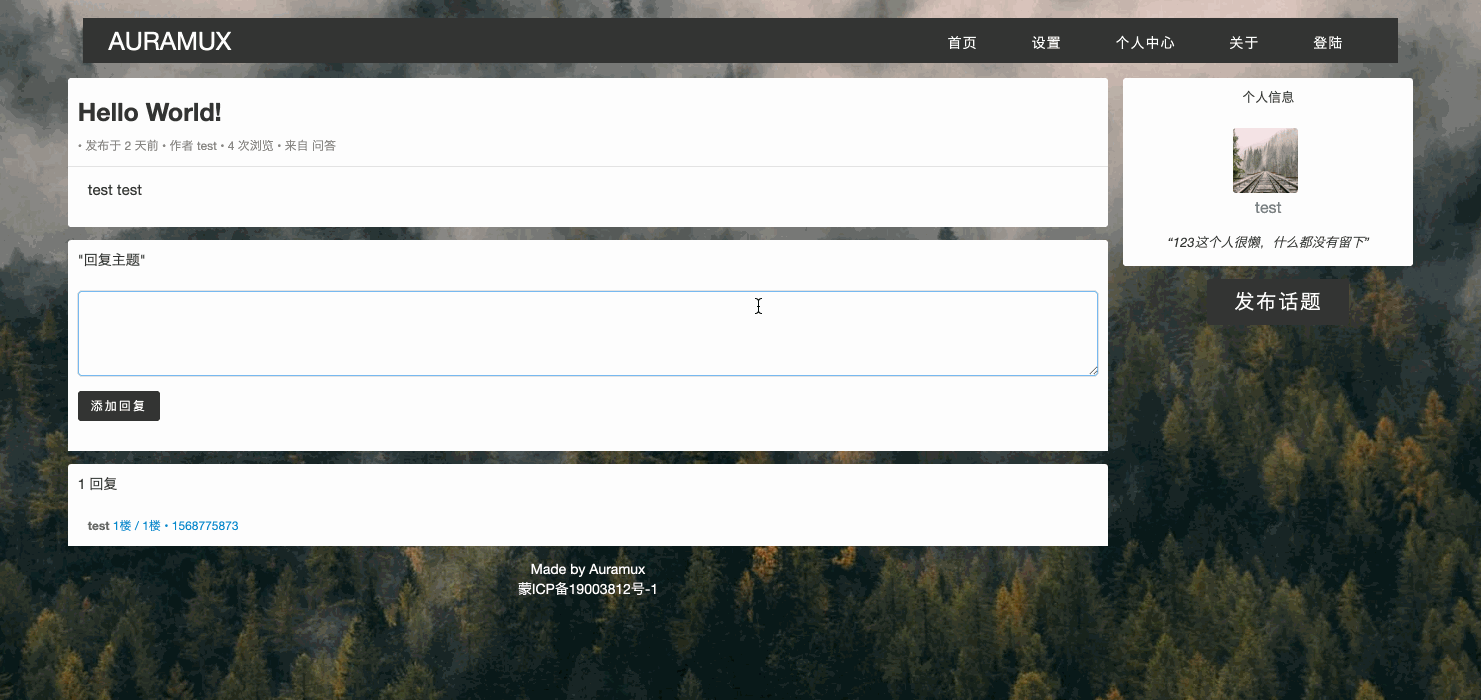 AURAMUX
首页 设置 个人中心 关于 登陆
Hello World!
• 发布于 2 天前 • 作者 test • 4 次浏览 • 来自 问答
test test
"回复主题"
添加回复
1 回复
test 1楼 / 1楼 • 1568775873
个人信息
test
“123这个人很懒，什么都没有留下”
发布话题
Made by Auramux
蒙ICP备19003812号-1